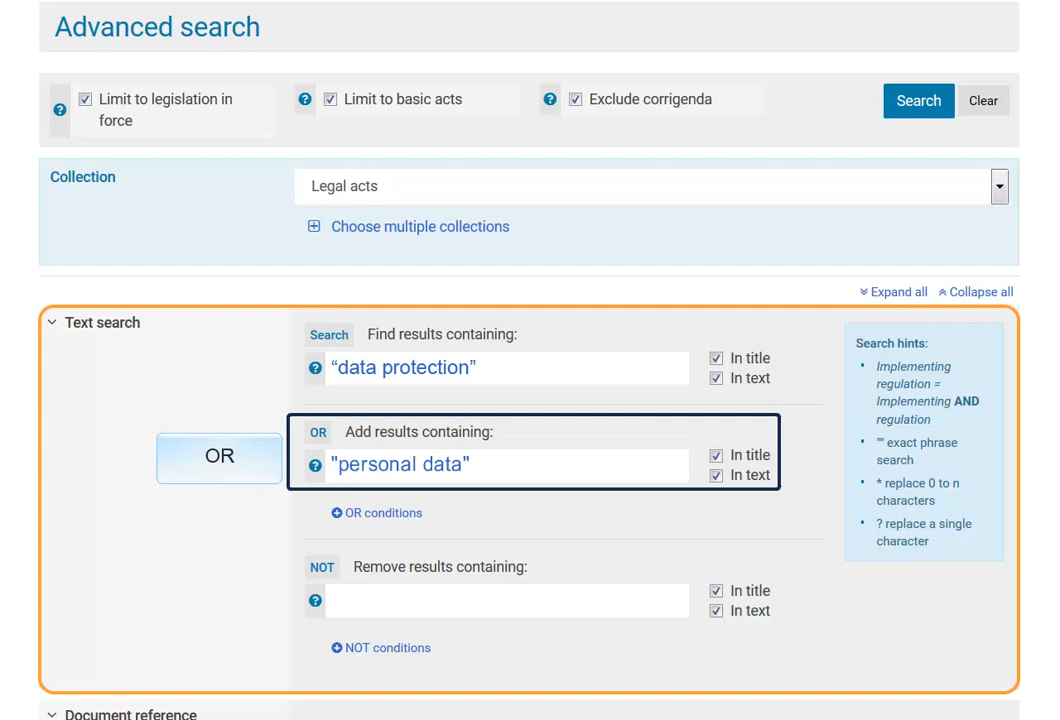 Advanced search
Limit to legislation in
force
Limit to basic acts
Exclude corrigenda
Search
Clear
Collection
Legal acts
Choose multiple collections
Expand all
Collapse all
Text search
Search Find results containing:
“data protection”
In title
In text
OR
OR Add results containing:
"personal data"
In title
In text
OR conditions
NOT Remove results containing:
In title
In text
NOT conditions
Search hints:
Implementing
regulation =
Implementing AND
regulation
"" exact phrase
search
* replace 0 to n
characters
? replace a single
character
Document reference